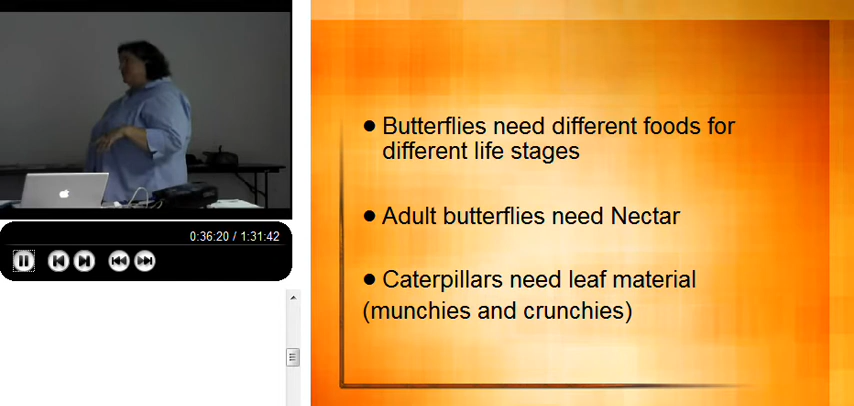 0:36:20 / 1:31:42
● Butterflies need different foods for
different life stages
● Adult butterflies need Nectar
● Caterpillars need leaf material
(munchies and crunchies)